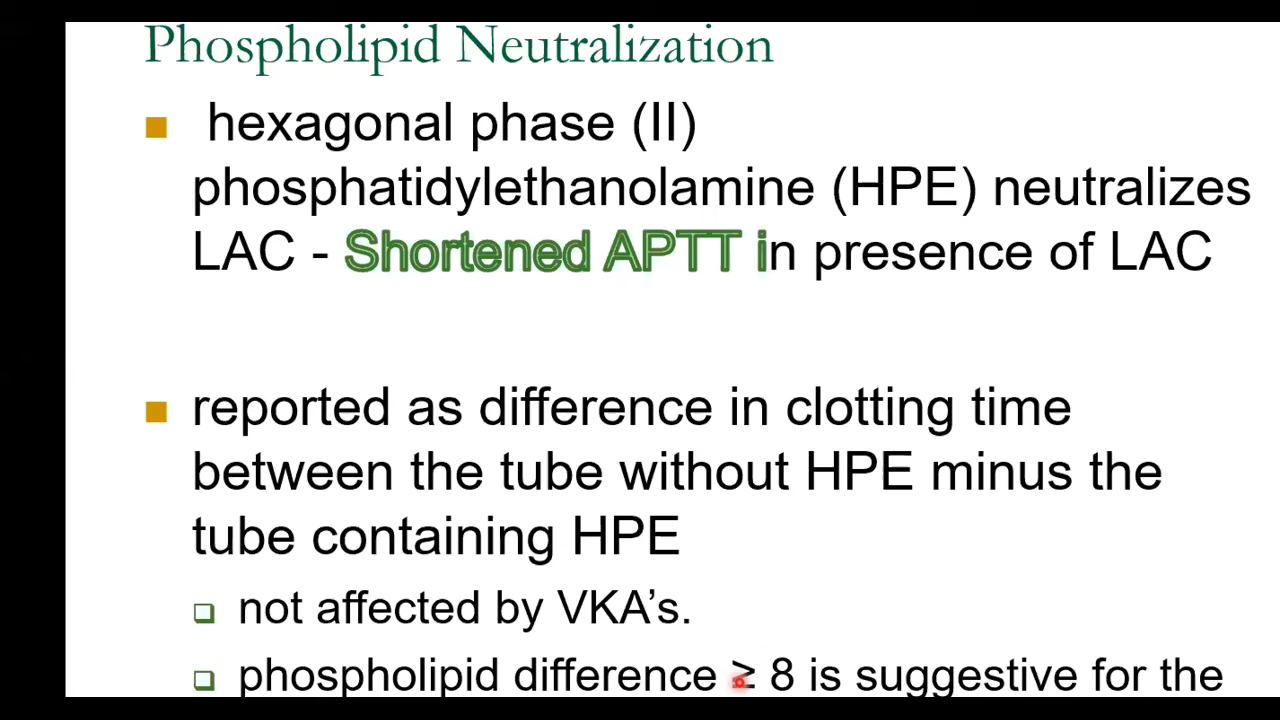 Phospholipid Neutralization
hexagonal phase (II)
phosphatidylethanolamine (HPE) neutralizes
LAC - Shortened APTT in presence of LAC
reported as difference in clotting time
between the tube without HPE minus the
tube containing HPE
not affected by VKA’s.
phospholipid difference ≥ 8 is suggestive for the